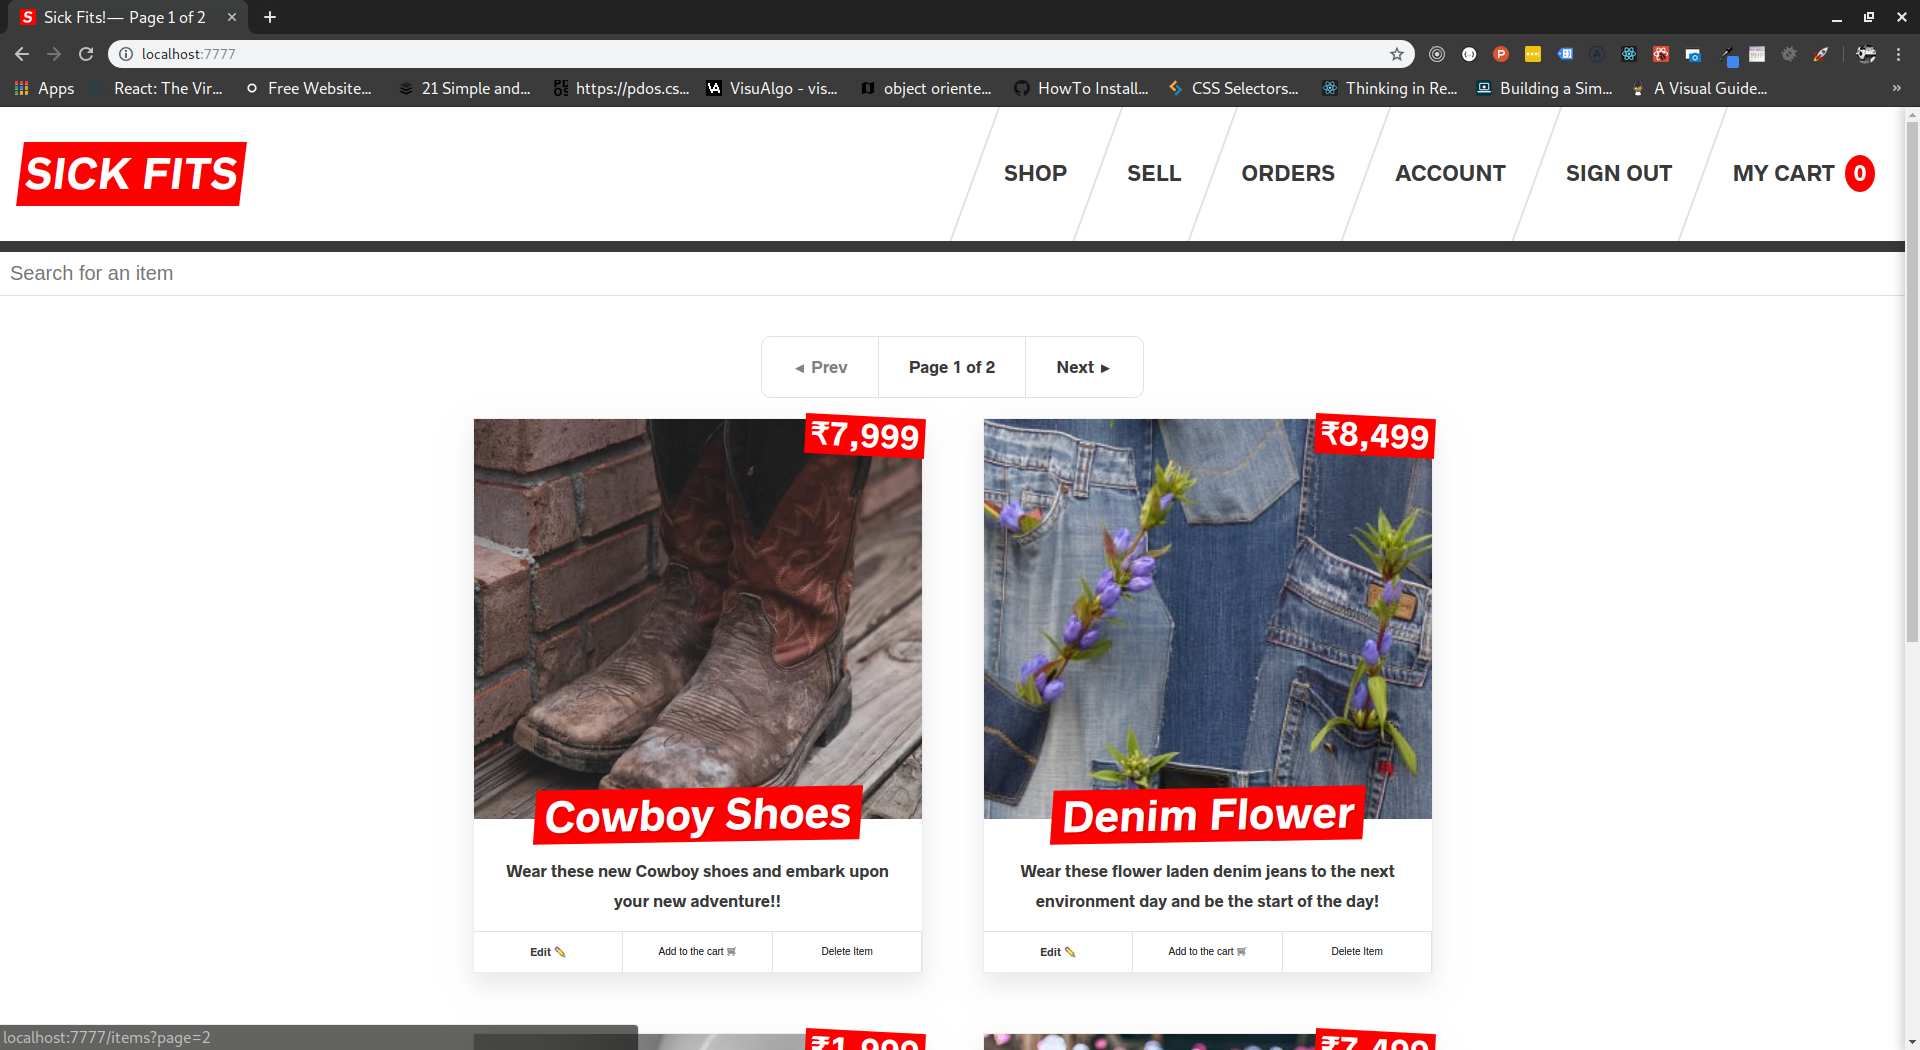 S Sick Fits!— Page 1 of 2
localhost:7777
Apps React: The Vir... Free Website... 21 Simple and... https://pdos.cs... VisuAlgo - vis... object oriente... HowTo Install... CSS Selectors... Thinking in Re... Building a Sim... A Visual Guide... »
SICK FITS SHOP SELL ORDERS ACCOUNT SIGN OUT MY CART 0
Search for an item
◄ Prev Page 1 of 2 Next ►
₹7,999 ₹8,499
Cowboy Shoes Denim Flower
Wear these new Cowboy shoes and embark upon
your new adventure!!
Wear these flower laden denim jeans to the next
environment day and be the start of the day!
Edit ✏️ Add to the cart 🛒 Delete Item Edit ✏️ Add to the cart 🛒 Delete Item
₹1,999 ₹7,499
localhost:7777/items?page=2